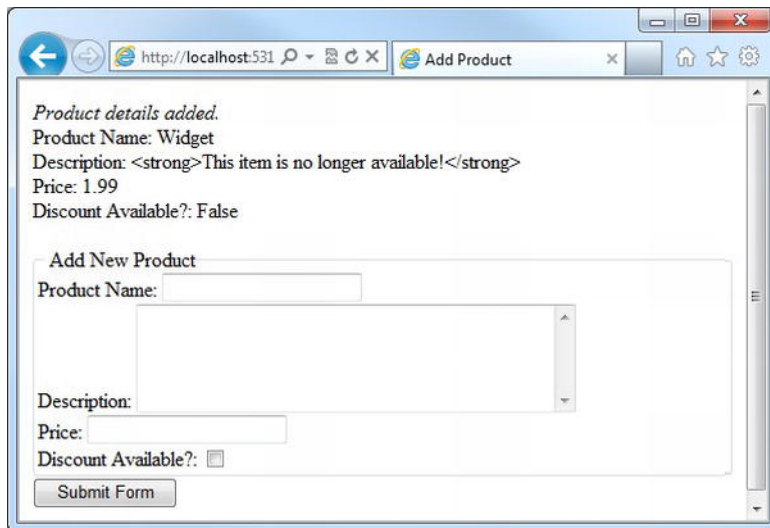 http://localhost:531
Add Product
Product details added.
Product Name: Widget
Description: <strong>This item is no longer available!</strong>
Price: 1.99
Discount Available?: False
Add New Product
Product Name:
Description:
Price:
Discount Available?:
Submit Form